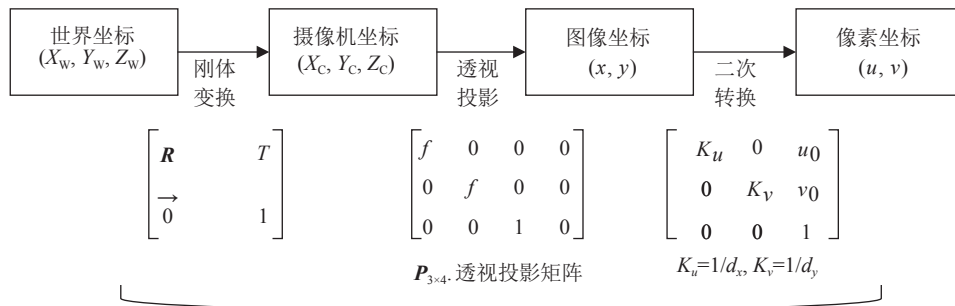 世界坐标
(X_W, Y_W, Z_W)
刚体
变换
摄像机坐标
(X_C, Y_C, Z_C)
透视
投影
图像坐标
(x, y)
二次
转换
像素坐标
(u, v)
R T
0 1
f 0 0 0
0 f 0 0
0 0 1 0
P_{3×4}.透视投影矩阵
K_u 0 u_0
0 K_v v_0
0 0 1
K_u=1/d_x, K_v=1/d_y